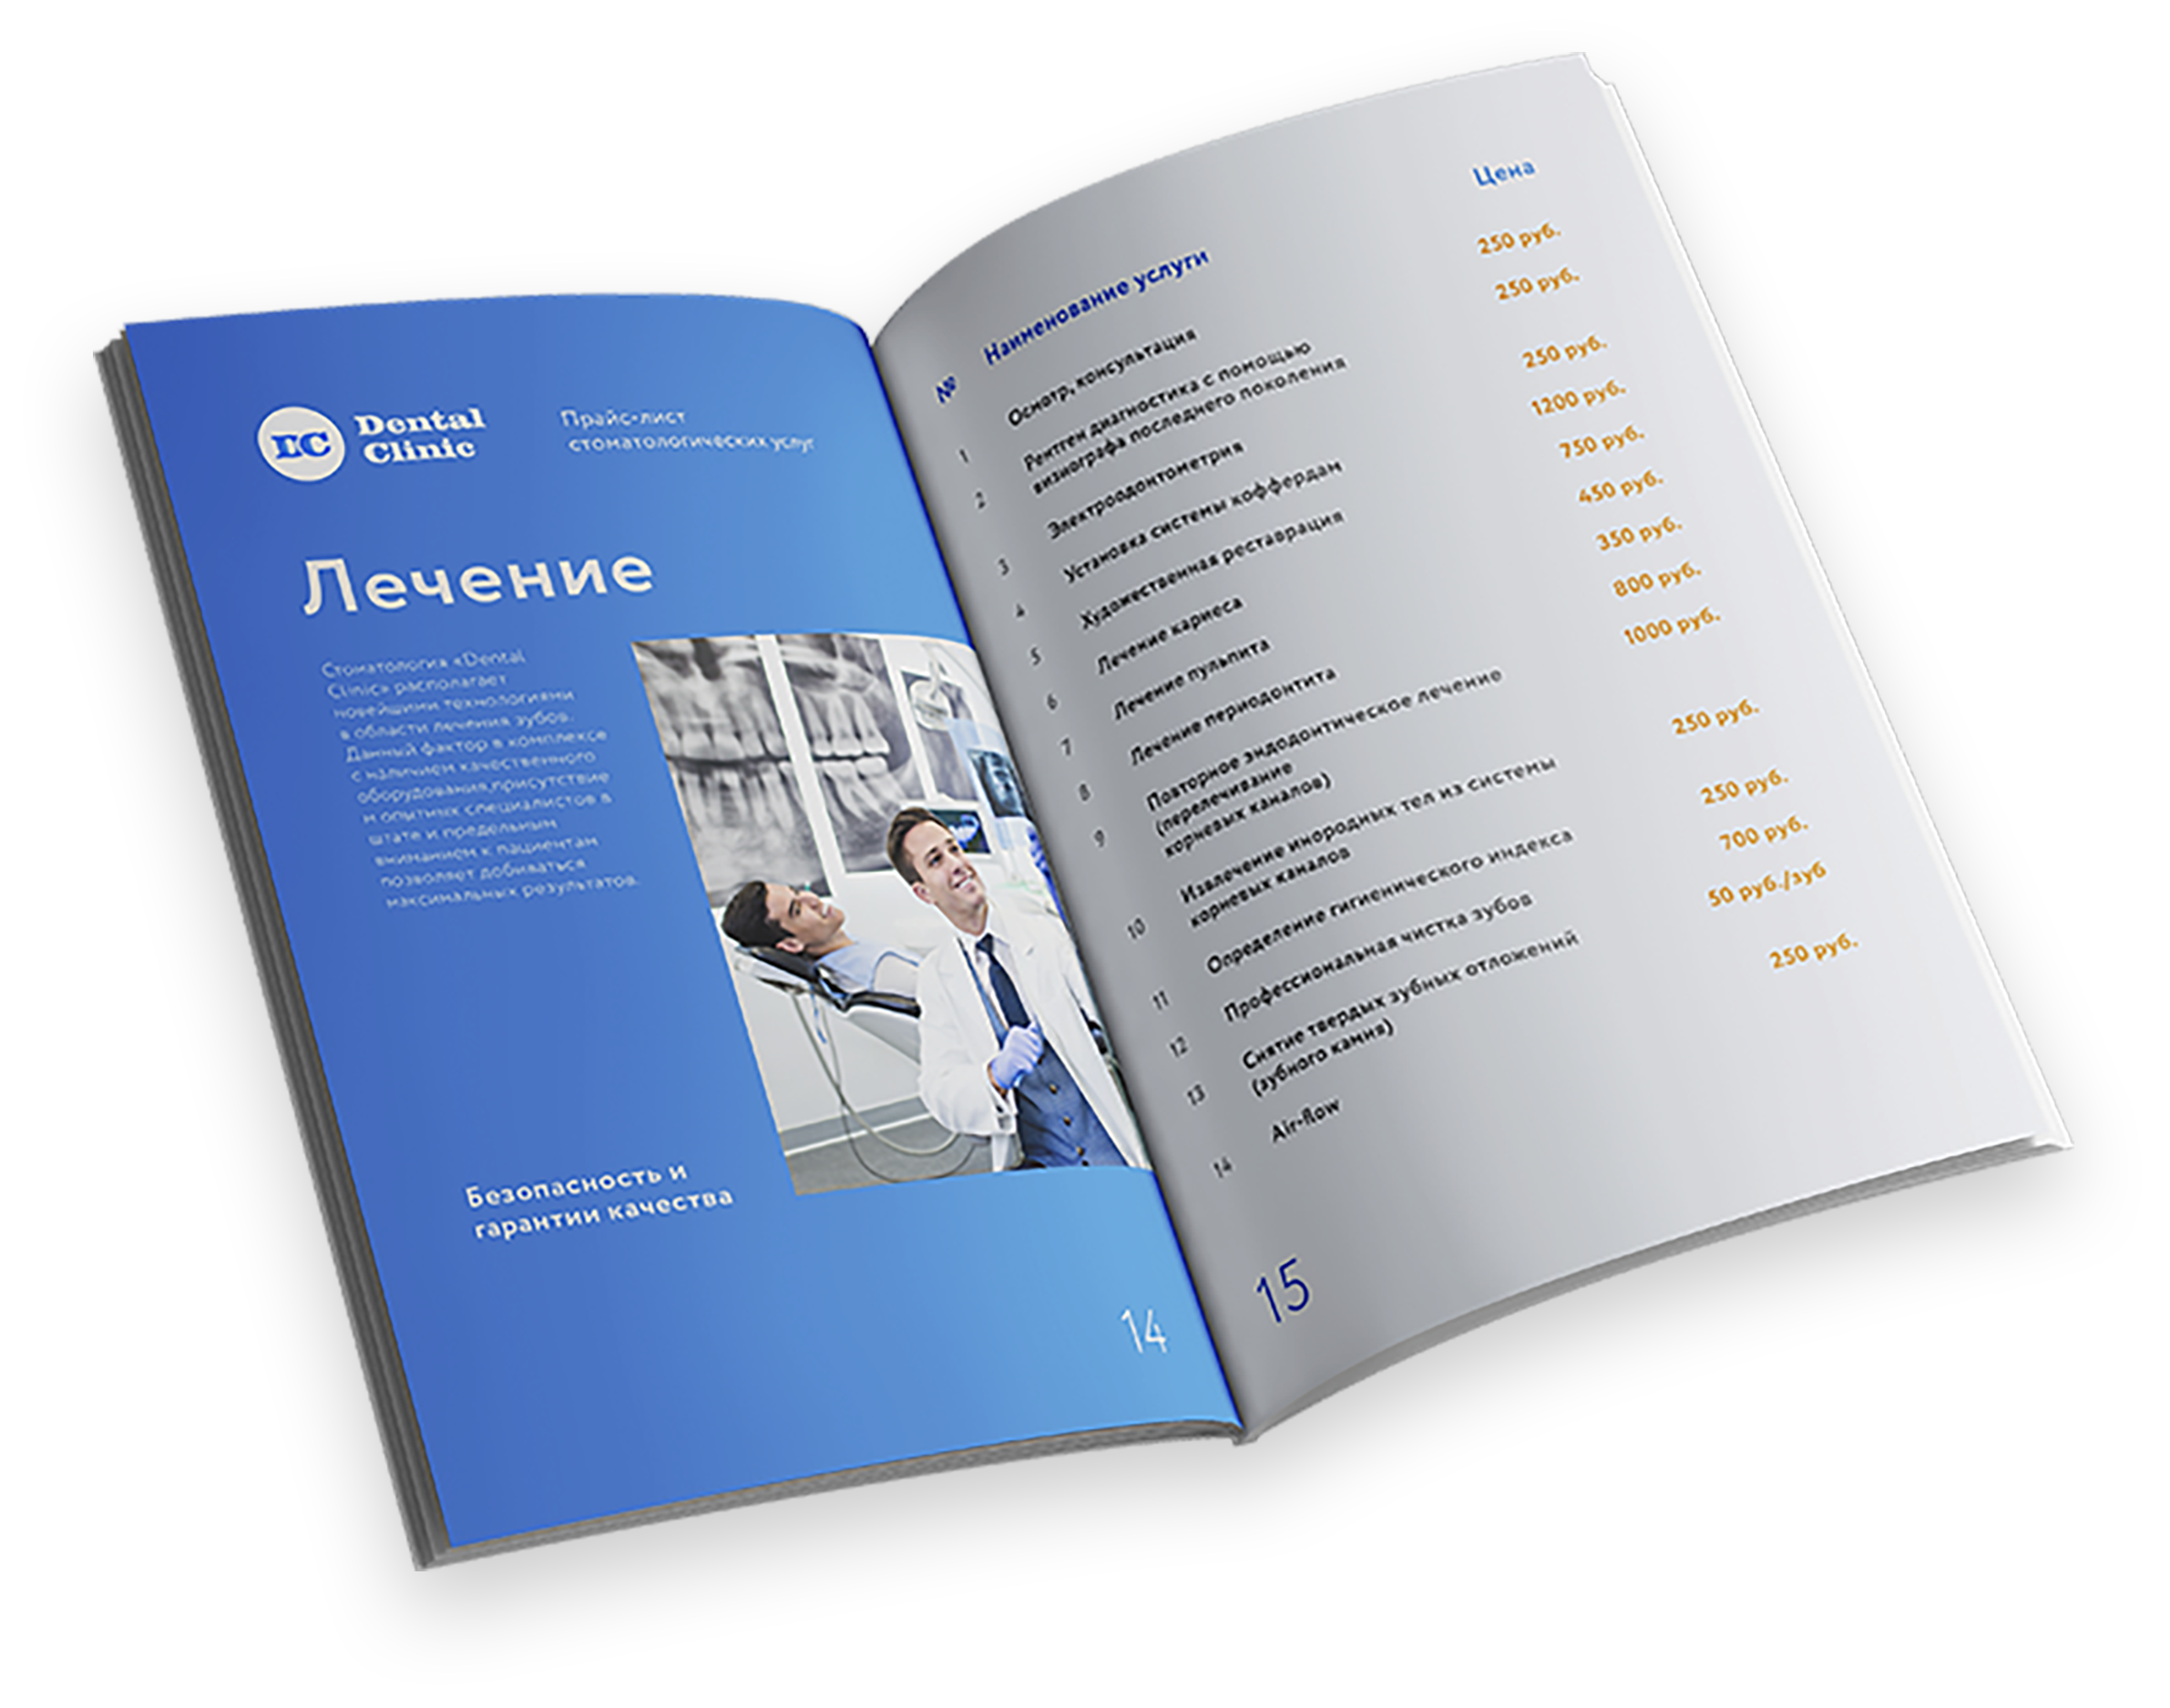 DC
Dental
Clinic
Прайс-лист
стоматологических услуг
Лечение
Стоматология «Dental
Clinic» располагает
новейшими технологиями
в области лечения зубов.
Данный фактор в комплексе
с наличием качественного
оборудования,присутствие
м опытных специалистов в
штате и предельным
вниманием к пациентам
позволяет добиваться
максимальных результатов.
Безопасность и
гарантии качества
14
№ Наименование услуги Цена
1 Осмотр, консультация 250 руб.
2 Рентген диагностика с помощью 250 руб.
визиографа последнего поколения
3 Электроодонтометрия 250 руб.
4 Установка системы коффердам 1200 руб.
5 Художественная реставрация 750 руб.
6 Лечение кариеса 450 руб.
7 Лечение пульпита 350 руб.
8 Лечение периодонтита 800 руб.
9 Повторное эндодонтическое лечение 1000 руб.
(перелечивание
корневых каналов)
10 Извлечение инородных тел из системы 250 руб.
корневых каналов
11 Определение гигиенического индекса 250 руб.
12 Профессиональная чистка зубов 700 руб.
13 Снятие твердых зубных отложений 50 руб./зуб
(зубного камня)
14 Air-flow 250 руб.
15